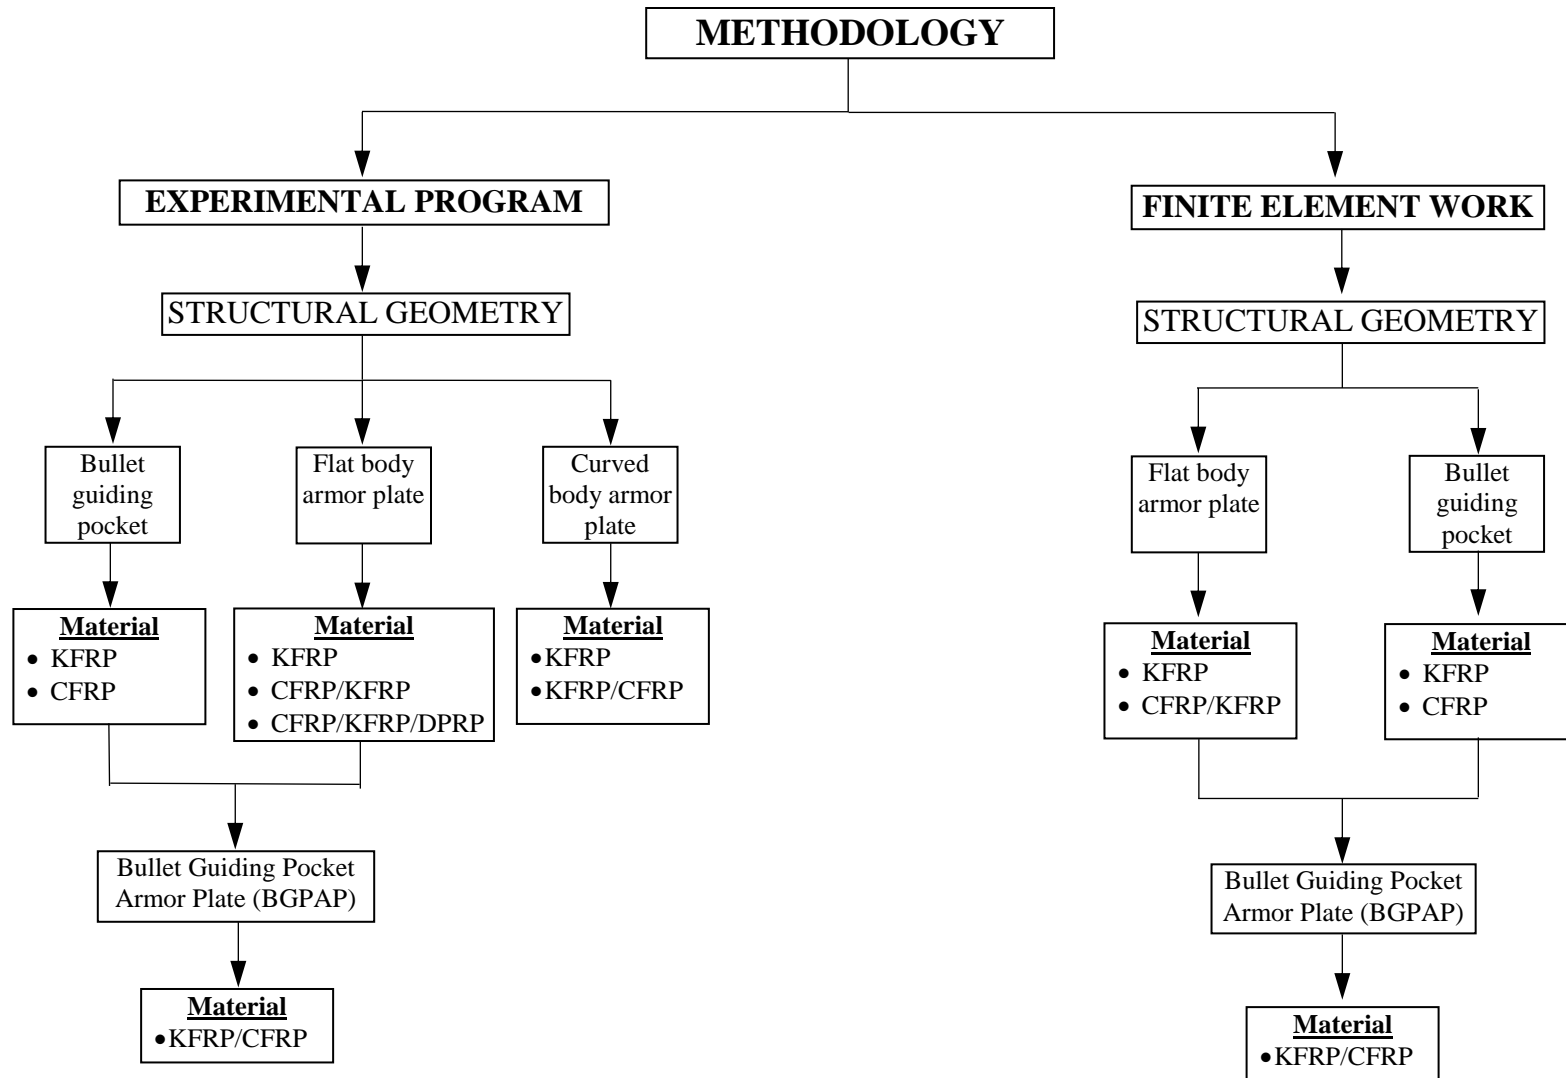 METHODOLOGY
EXPERIMENTAL PROGRAM
FINITE ELEMENT WORK
STRUCTURAL GEOMETRY
STRUCTURAL GEOMETRY
Bullet
guiding
pocket
Flat body
armor plate
Curved
body armor
plate
Flat body
armor plate
Bullet
guiding
pocket
Material
• KFRP
• CFRP
Material
• KFRP
• CFRP/KFRP
• CFRP/KFRP/DPRP
Material
•KFRP
•KFRP/CFRP
Material
• KFRP
• CFRP/KFRP
Material
• KFRP
• CFRP
Bullet Guiding Pocket
Armor Plate (BGPAP)
Bullet Guiding Pocket
Armor Plate (BGPAP)
Material
•KFRP/CFRP
Material
•KFRP/CFRP